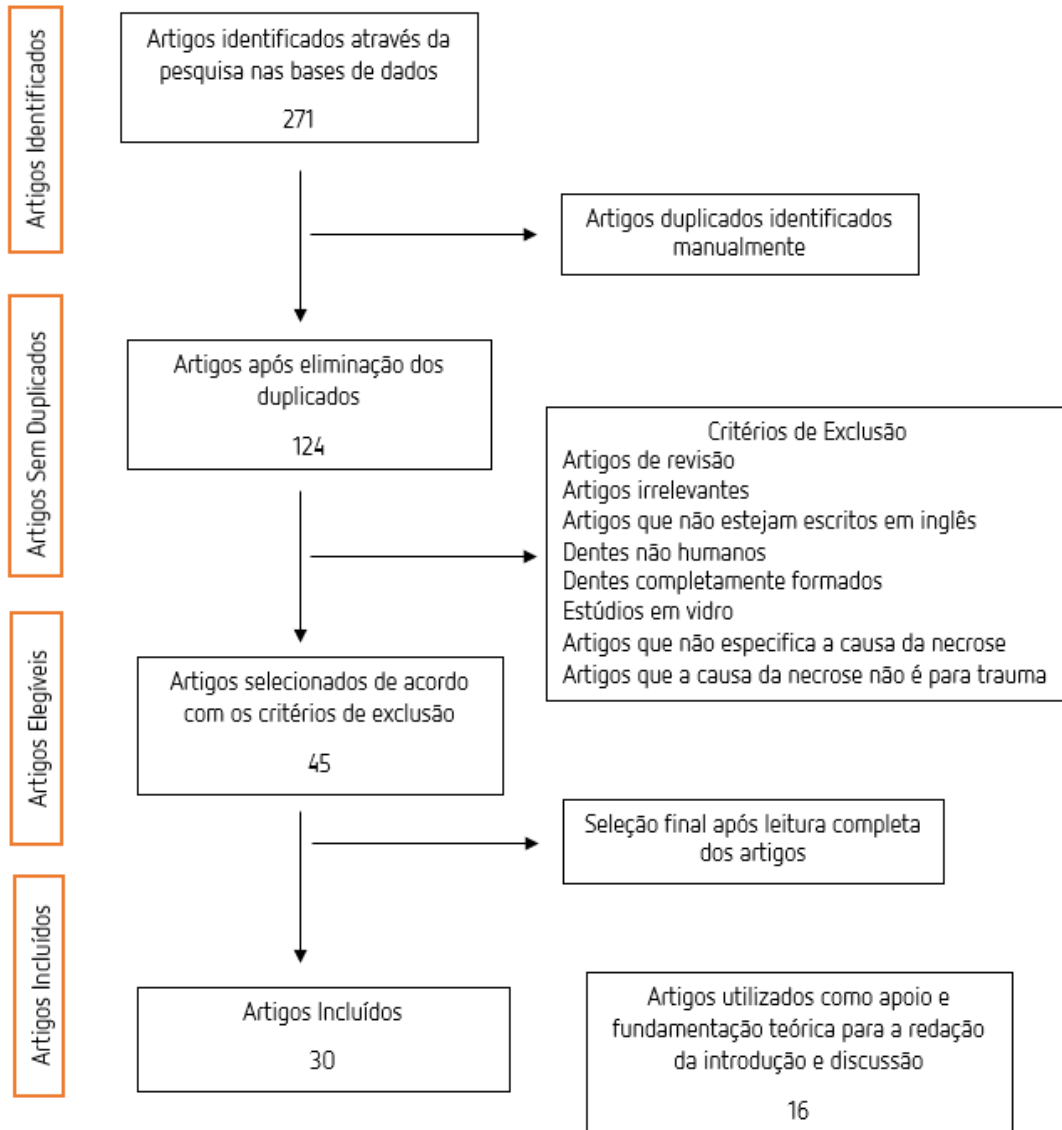 Artigos Identificados
Artigos identificados através da
pesquisa nas bases de dados
271
Artigos duplicados identificados
manualmente
Artigos Sem Duplicados
Artigos após eliminação dos
duplicados
124
Critérios de Exclusão
Artigos de revisão
Artigos irrelevantes
Artigos que não estejam escritos em inglês
Dentes não humanos
Dentes completamente formados
Estúdios em vidro
Artigos que não especifica a causa da necrose
Artigos que a causa da necrose não é para trauma
Artigos Elegíveis
Artigos selecionados de acordo
com os critérios de exclusão
45
Seleção final após leitura completa
dos artigos
Artigos Incluídos
Artigos Incluídos
30
Artigos utilizados como apoio e
fundamentação teórica para a redação
da introdução e discussão
16